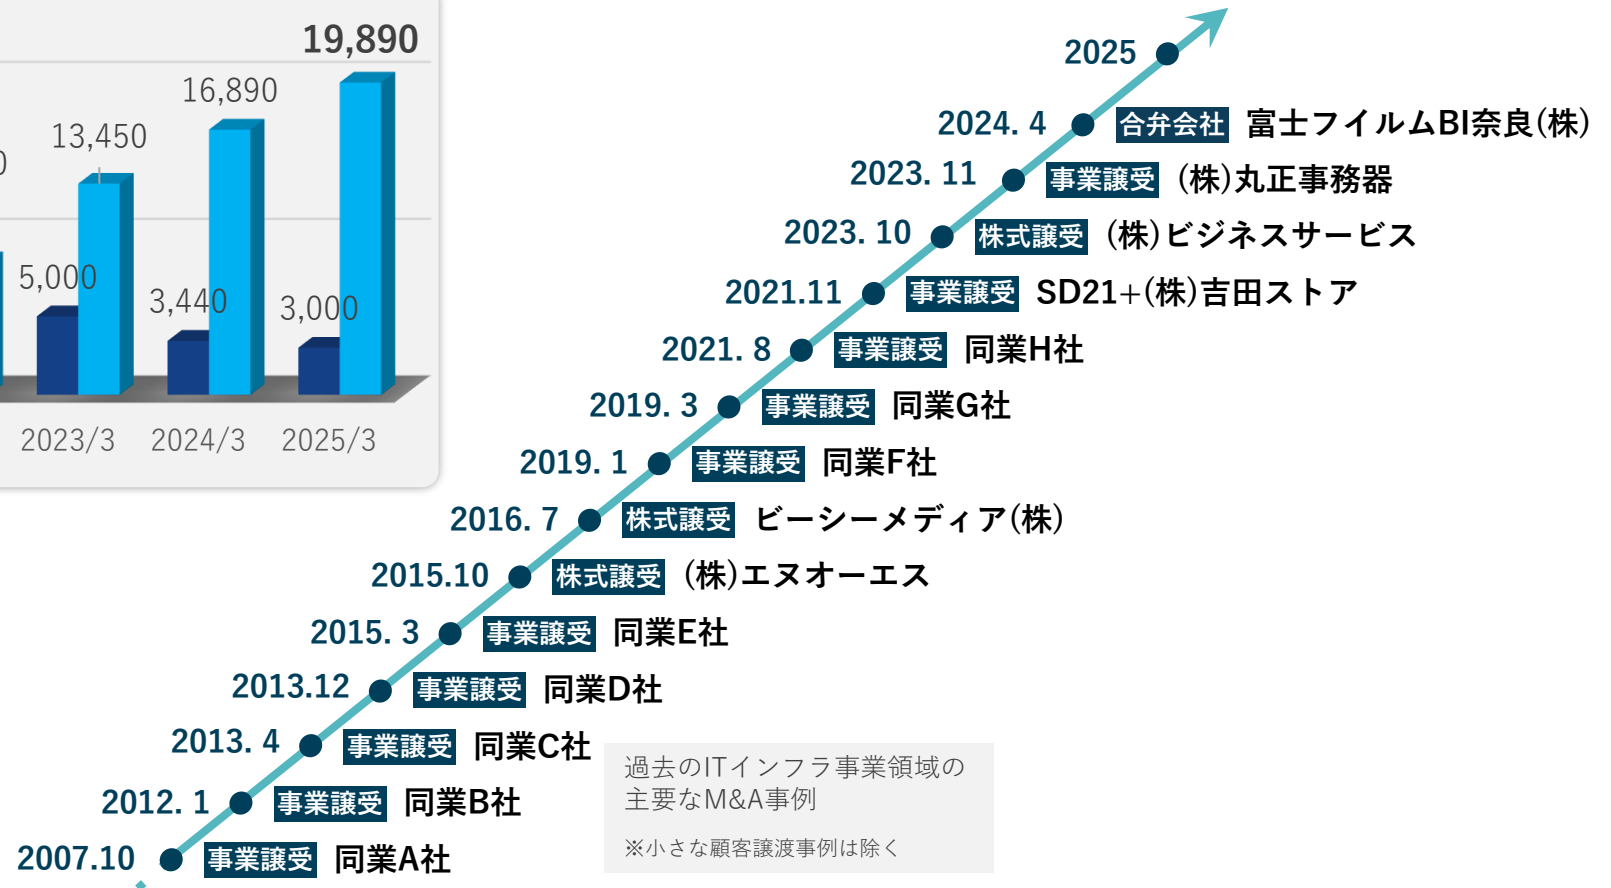 19,890
16,890
13,450
0
5,000
3,440
3,000
2023/3 2024/3 2025/3
2025
2024. 4 合弁会社 富士フイルムBI奈良(株)
2023. 11 事業譲受 (株)丸正事務器
2023. 10 株式譲受 (株)ビジネスサービス
2021.11 事業譲受 SD21+(株)吉田ストア
2021. 8 事業譲受 同業H社
2019. 3 事業譲受 同業G社
2019. 1 事業譲受 同業F社
2016. 7 株式譲受 ビーシーメディア(株)
2015.10 株式譲受 (株)エヌオーエス
2015. 3 事業譲受 同業E社
2013.12 事業譲受 同業D社
2013. 4 事業譲受 同業C社
2012. 1 事業譲受 同業B社
2007.10 事業譲受 同業A社
過去のITインフラ事業領域の
主要なM&A事例
※小さな顧客譲渡事例は除く